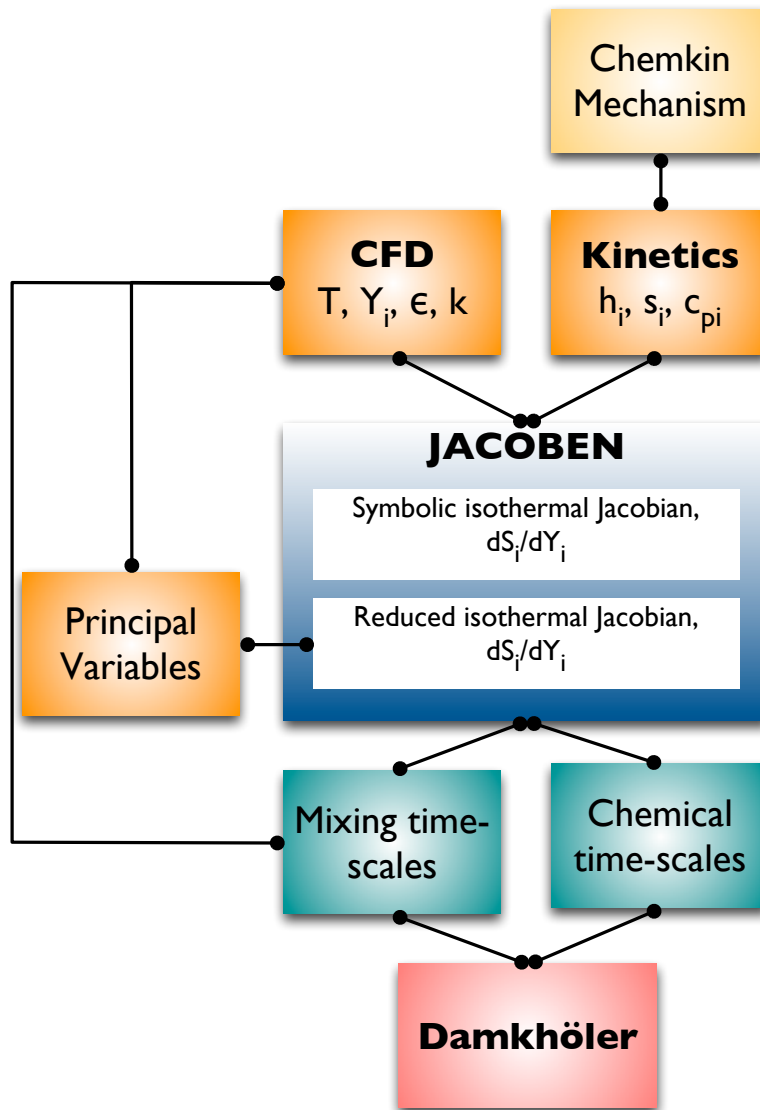 Chemkin
Mechanism
CFD
T, Yi, ϵ, k
Kinetics
hi, si, cpi
JACOBEN
Symbolic isothermal Jacobian,
dSi/dYi
Reduced isothermal Jacobian,
dSi/dYi
Principal
Variables
Mixing time-
scales
Chemical
time-scales
Damkhöler